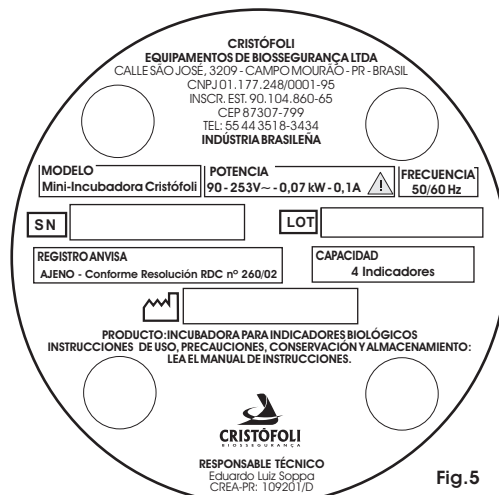 CRISTÓFOLI
EQUIPAMENTOS DE BIOSSEGURANÇA LTDA
CALLE SÃO JOSÉ, 3209 - CAMPO MOURÃO - PR - BRASIL
CNPJ 01.177.248/0001-95
INSCR. EST. 90.104.860-65
CEP 87307-799
TEL: 55 44 3518-3434
INDÚSTRIA BRASILEÑA
MODELO
Mini-Incubadora Cristófoli
POTENCIA
90 - 253V~ - 0,07 kW - 0,1A
FRECUENCIA
50/60 Hz
SN
LOT
REGISTRO ANVISA
AJENO - Conforme Resolución RDC nº 260/02
CAPACIDAD
4 Indicadores
PRODUCTO: INCUBADORA PARA INDICADORES BIOLÓGICOS
INSTRUCCIONES DE USO, PRECAUCIONES, CONSERVACIÓN Y ALMACENAMIENTO:
LEA EL MANUAL DE INSTRUCCIONES.
CRISTÓFOLI
BIOSSEGURANÇA
RESPONSABLE TÉCNICO
Eduardo Luiz Soppa
CREA-PR: 109201/D
Fig.5